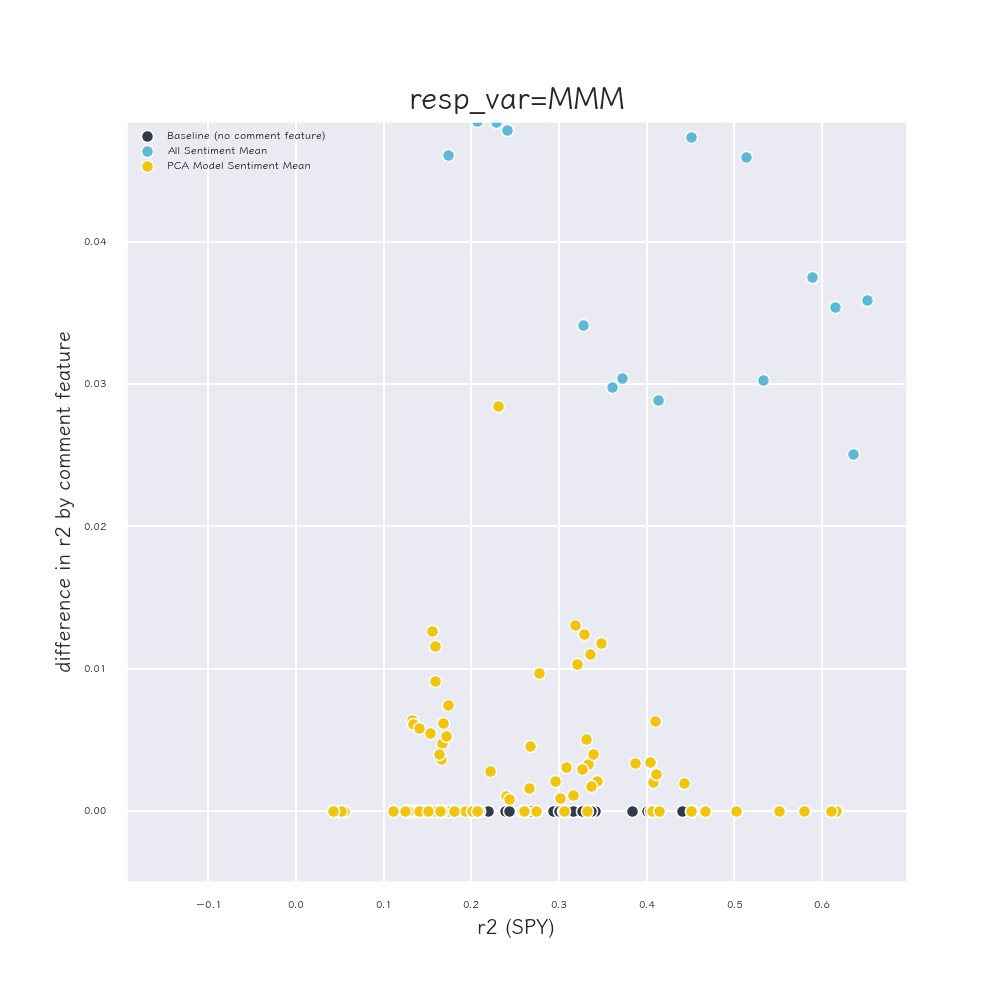 resp_var=MMM
Baseline (no comment feature)
All Sentiment Mean
PCA Model Sentiment Mean
difference in r2 by comment feature
0.04
0.03
0.02
0.01
0.00
−0.1 0.0 0.1 0.2 0.3 0.4 0.5 0.6
r2 (SPY)